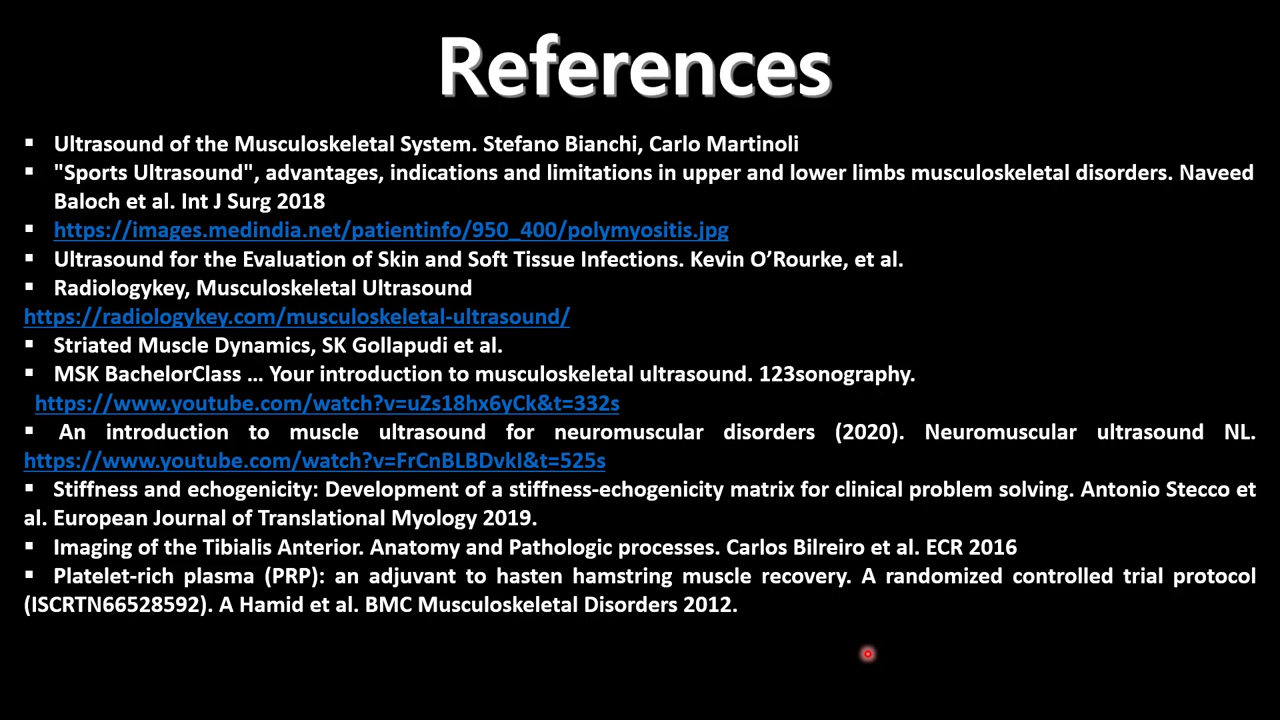 References
▪ Ultrasound of the Musculoskeletal System. Stefano Bianchi, Carlo Martinoli
▪ "Sports Ultrasound", advantages, indications and limitations in upper and lower limbs musculoskeletal disorders. Naveed
Baloch et al. Int J Surg 2018
▪ https://images.medindia.net/patientinfo/950_400/polymyositis.jpg
▪ Ultrasound for the Evaluation of Skin and Soft Tissue Infections. Kevin O’Rourke, et al.
▪ Radiologykey, Musculoskeletal Ultrasound
https://radiologykey.com/musculoskeletal-ultrasound/
▪ Striated Muscle Dynamics, SK Gollapudi et al.
▪ MSK BachelorClass … Your introduction to musculoskeletal ultrasound. 123sonography.
https://www.youtube.com/watch?v=uZs18hx6yCk&t=332s
▪ An introduction to muscle ultrasound for neuromuscular disorders (2020). Neuromuscular ultrasound NL.
https://www.youtube.com/watch?v=FrCnBLBDvkI&t=525s
▪ Stiffness and echogenicity: Development of a stiffness-echogenicity matrix for clinical problem solving. Antonio Stecco et
al. European Journal of Translational Myology 2019.
▪ Imaging of the Tibialis Anterior. Anatomy and Pathologic processes. Carlos Bilreiro et al. ECR 2016
▪ Platelet-rich plasma (PRP): an adjuvant to hasten hamstring muscle recovery. A randomized controlled trial protocol
(ISCRTN66528592). A Hamid et al. BMC Musculoskeletal Disorders 2012.